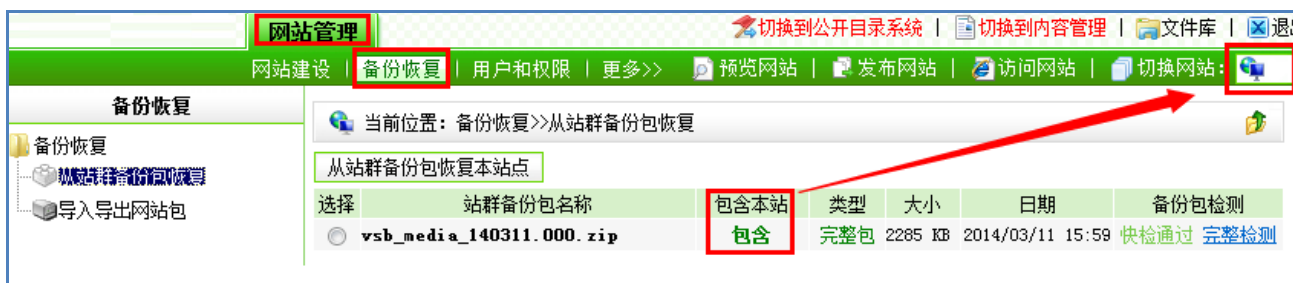 网站管理 切换到公开目录系统 | 切换到内容管理 | 文件库 | 退出
网站建设 | 备份恢复 | 用户和权限 | 更多>> 预览网站 | 发布网站 | 访问网站 | 切换网站:
备份恢复
当前位置: 备份恢复>>从站群备份包恢复
备份恢复
从站群备份包恢复
导入导出网站包
从站群备份包恢复本站点
选择 站群备份包名称 包含本站 类型 大小 日期 备份包检测
vsb_media_140311.000.zip 包含 完整包 2285 KB 2014/03/11 15:59 快检通过 完整检测